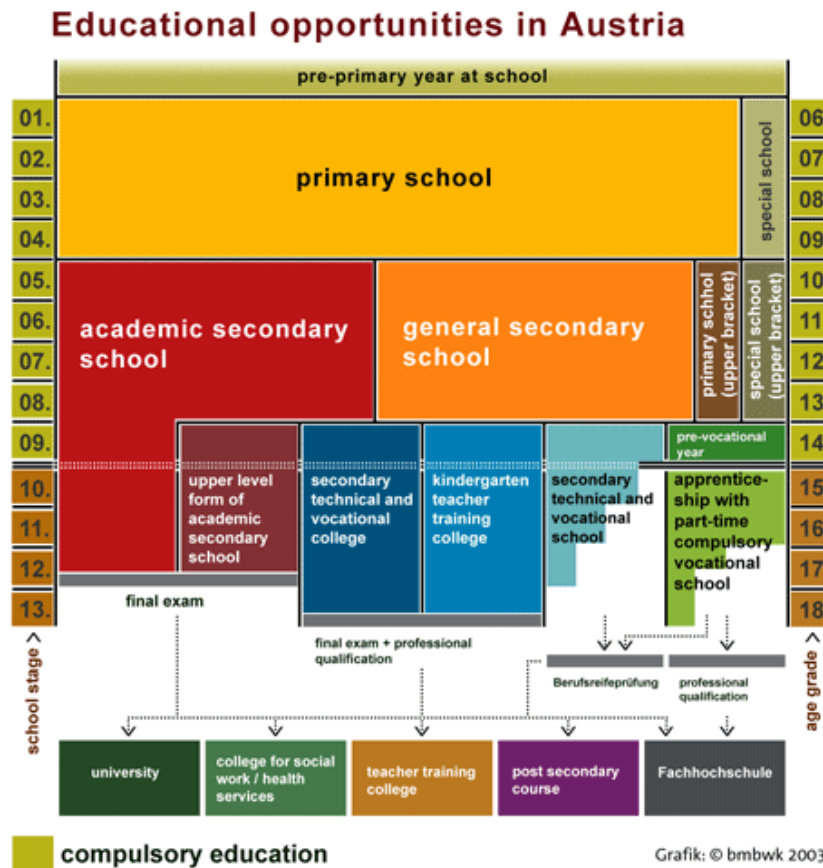 Educational opportunities in Austria
pre-primary year at school
01.
02.
03.
04.
05.
06.
07.
08.
09.
10.
11.
12.
13.
school stage >
06
07
08
09
10
11
12
13
14
15
16
17
18
age grade >
primary school
special school
academic secondary
school
general secondary
school
primary schhol
(upper bracket)
special school
(upper bracket)
upper level
form of
academic
secondary
school
secondary
technical and
vocational
college
kindergarten
teacher
training
college
secondary
technical and
vocational
school
pre-vocational
year
apprentice-
ship with
part-time
compulsory
vocational
school
final exam
final exam + professional
qualification
Berufsreifeprüfung
professional
qualification
university
college for social
work / health
services
teacher training
college
post secondary
course
Fachhochschule
compulsory education
Grafik: © bmbwk 2003